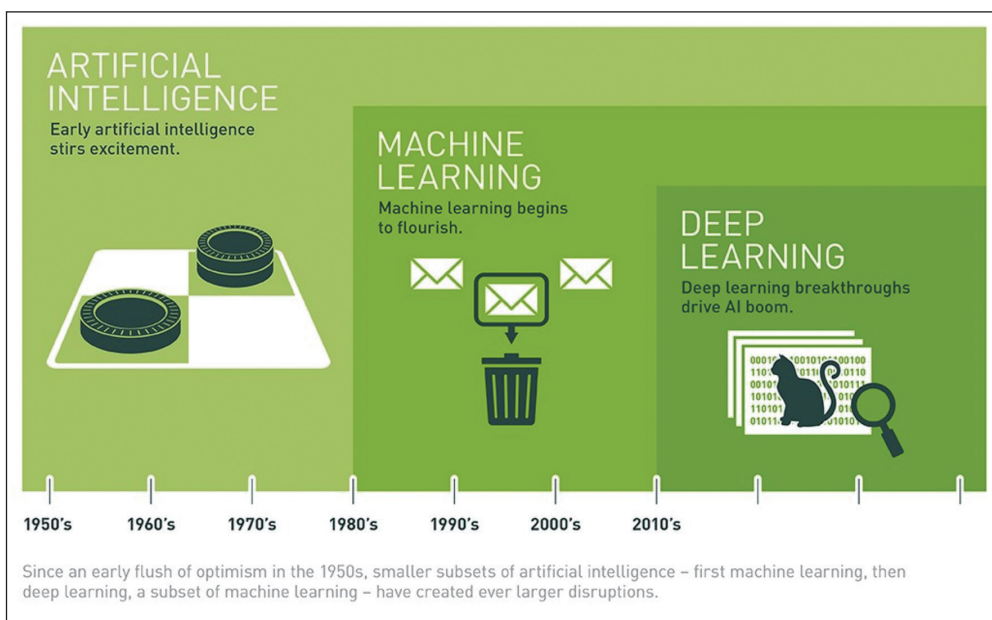 ARTIFICIAL
INTELLIGENCE
Early artificial intelligence
stirs excitement.
MACHINE
LEARNING
Machine learning begins
to flourish.
DEEP
LEARNING
Deep learning breakthroughs
drive AI boom.
1950's 1960's 1970's 1980's 1990's 2000's 2010's
Since an early flush of optimism in the 1950s, smaller subsets of artificial intelligence – first machine learning, then
deep learning, a subset of machine learning – have created ever larger disruptions.